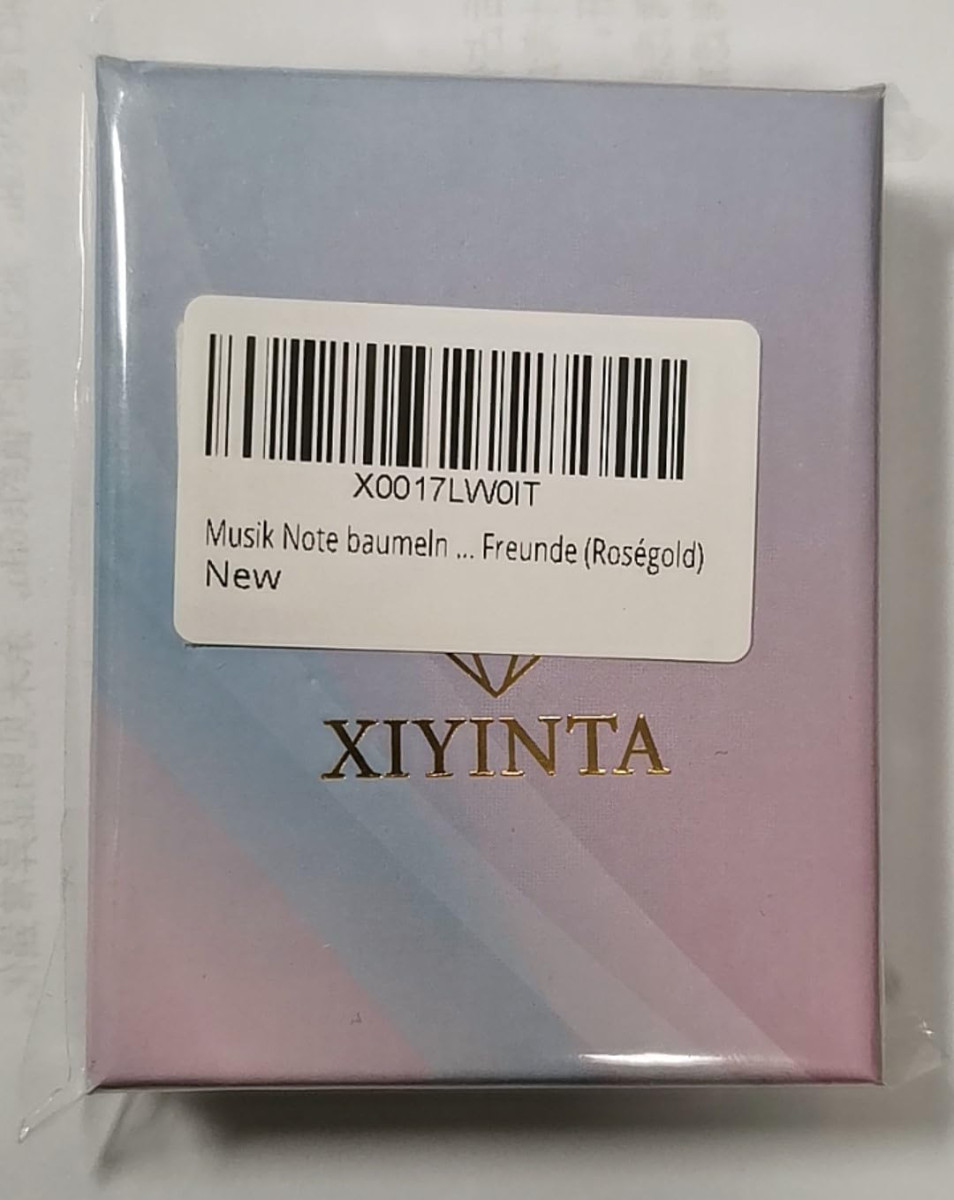 X0017LW0IT
Musik Note baumeln ... Freunde (Roségold)
New
XIYINTA